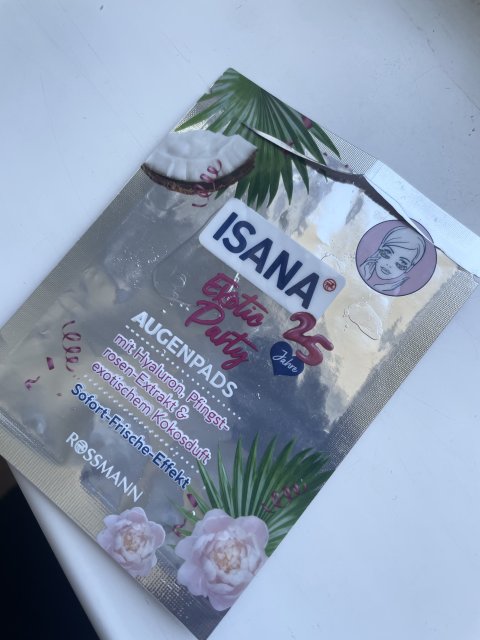 ISANA
Exotic
Party
25
Jahre
AUGENPADS
mit Hyaluron, Pfingst-
rosen-Extrakt &
exotischem Kokosduft
Sofort-Frische-Effekt
ROSSMANN